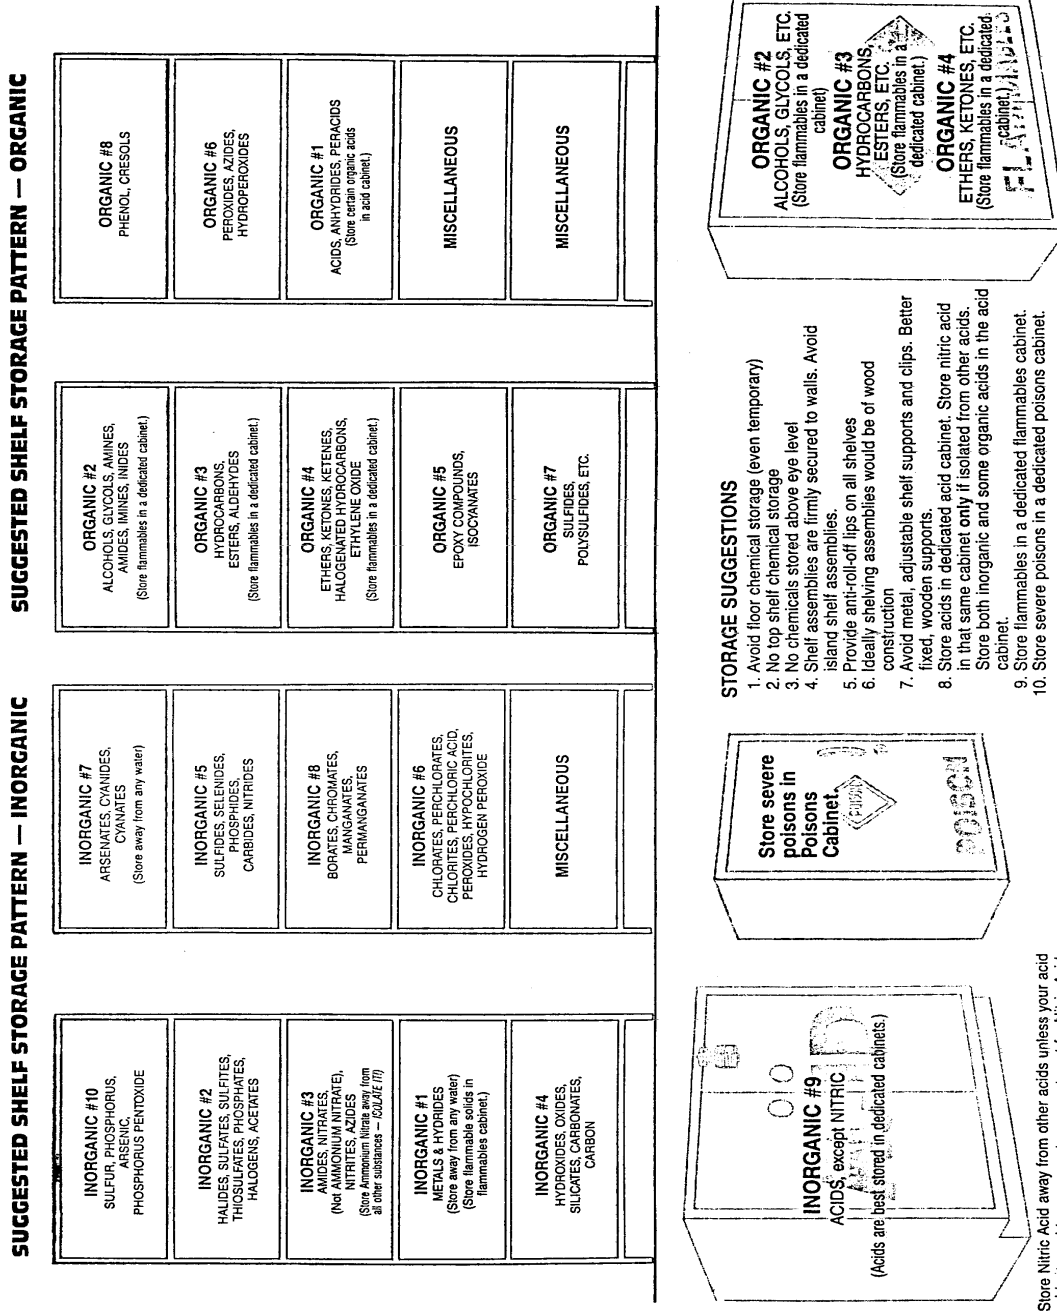 SUGGESTED SHELF STORAGE PATTERN — INORGANIC
INORGANIC #10
SULFUR, PHOSPHORUS,
ARSENIC,
PHOSPHORUS PENTOXIDE
INORGANIC #2
HALIDES, SULFATES, SULFITES,
THIOSULFATES, PHOSPHATES,
HALOGENS, ACETATES
INORGANIC #3
AMIDES, NITRATES,
(Not AMMONIUM NITRATE),
NITRITES, AZIDES
(Store Ammonium Nitrate away from
all other substances — ISOLATE IT!)
INORGANIC #1
METALS & HYDRIDES
(Store away from any water)
(Store flammable solids in
flammables cabinet.)
INORGANIC #4
HYDROXIDES, OXIDES,
SILICATES, CARBONATES,
CARBON
INORGANIC #7
ARSENATES, CYANIDES,
CYANATES
(Store away from any water)
INORGANIC #5
SULFIDES, SELENIDES,
PHOSPHIDES,
CARBIDES, NITRIDES
INORGANIC #8
BORATES, CHROMATES,
MANGANATES,
PERMANGANATES
INORGANIC #6
CHLORATES, PERCHLORATES,
CHLORITES, PERCHLORIC ACID,
PEROXIDES, HYPOCHLORITES,
HYDROGEN PEROXIDE
MISCELLANEOUS
SUGGESTED SHELF STORAGE PATTERN — ORGANIC
ORGANIC #2
ALCOHOLS, GLYCOLS, AMINES,
AMIDES, IMINES, INIDES
(Store flammables in a dedicated cabinet.)
ORGANIC #3
HYDROCARBONS,
ESTERS, ALDEHYDES
(Store flammables in a dedicated cabinet.)
ORGANIC #4
ETHERS, KETONES, KETENES,
HALOGENATED HYDROCARBONS,
ETHYLENE OXIDE
(Store flammables in a dedicated cabinet.)
ORGANIC #5
EPOXY COMPOUNDS,
ISOCYANATES
ORGANIC #7
SULFIDES,
POLYSULFIDES, ETC.
ORGANIC #8
PHENOL, CRESOLS
ORGANIC #6
PEROXIDES, AZIDES,
HYDROPEROXIDES
ORGANIC #1
ACIDS, ANHYDRIDES, PERACIDS
(Store certain organic acids
in acid cabinet.)
MISCELLANEOUS
MISCELLANEOUS
INORGANIC #9
ACIDS, except NITRIC
(Acids are best stored in dedicated cabinets.)
ACID
Store Nitric Acid away from other acids unless your acid
Store severe
poisons in
Poisons
Cabinet.
POISON
POISON
STORAGE SUGGESTIONS
1. Avoid floor chemical storage (even temporary)
2. No top shelf chemical storage
3. No chemicals stored above eye level
4. Shelf assemblies are firmly secured to walls. Avoid
island shelf assemblies.
5. Provide anti-roll-off lips on all shelves
6. Ideally shelving assemblies would be of wood
construction
7. Avoid metal, adjustable shelf supports and clips. Better
fixed, wooden supports.
8. Store acids in dedicated acid cabinet. Store nitric acid
in that same cabinet only if isolated from other acids.
Store both inorganic and some organic acids in the acid
cabinet.
9. Store flammables in a dedicated flammables cabinet.
10. Store severe poisons in a dedicated poisons cabinet.
ORGANIC #2
ALCOHOLS, GLYCOLS, ETC.
(Store flammables in a dedicated
cabinet)
ORGANIC #3
HYDROCARBONS,
ESTERS, ETC.
(Store flammables in a
dedicated cabinet.)
ORGANIC #4
ETHERS, KETONES, ETC.
(Store flammables in a dedicated
cabinet.)
FLAMMABLES